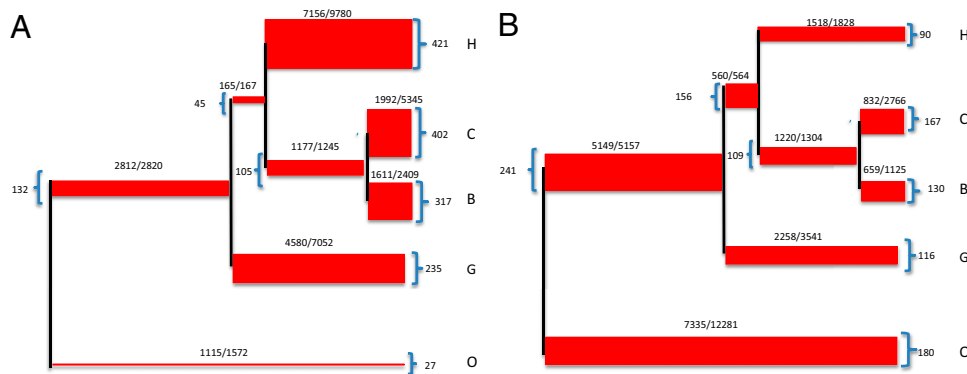 A
7156/9780
421
H
165/167
45
1992/5345
402
C
1177/1245
105
2812/2820
132
1611/2409
317
B
4580/7052
235
G
1115/1572
27
O
B
1518/1828
90
H
560/564
156
832/2766
167
C
1220/1304
109
5149/5157
241
659/1125
130
B
2258/3541
116
G
7335/12281
180
O